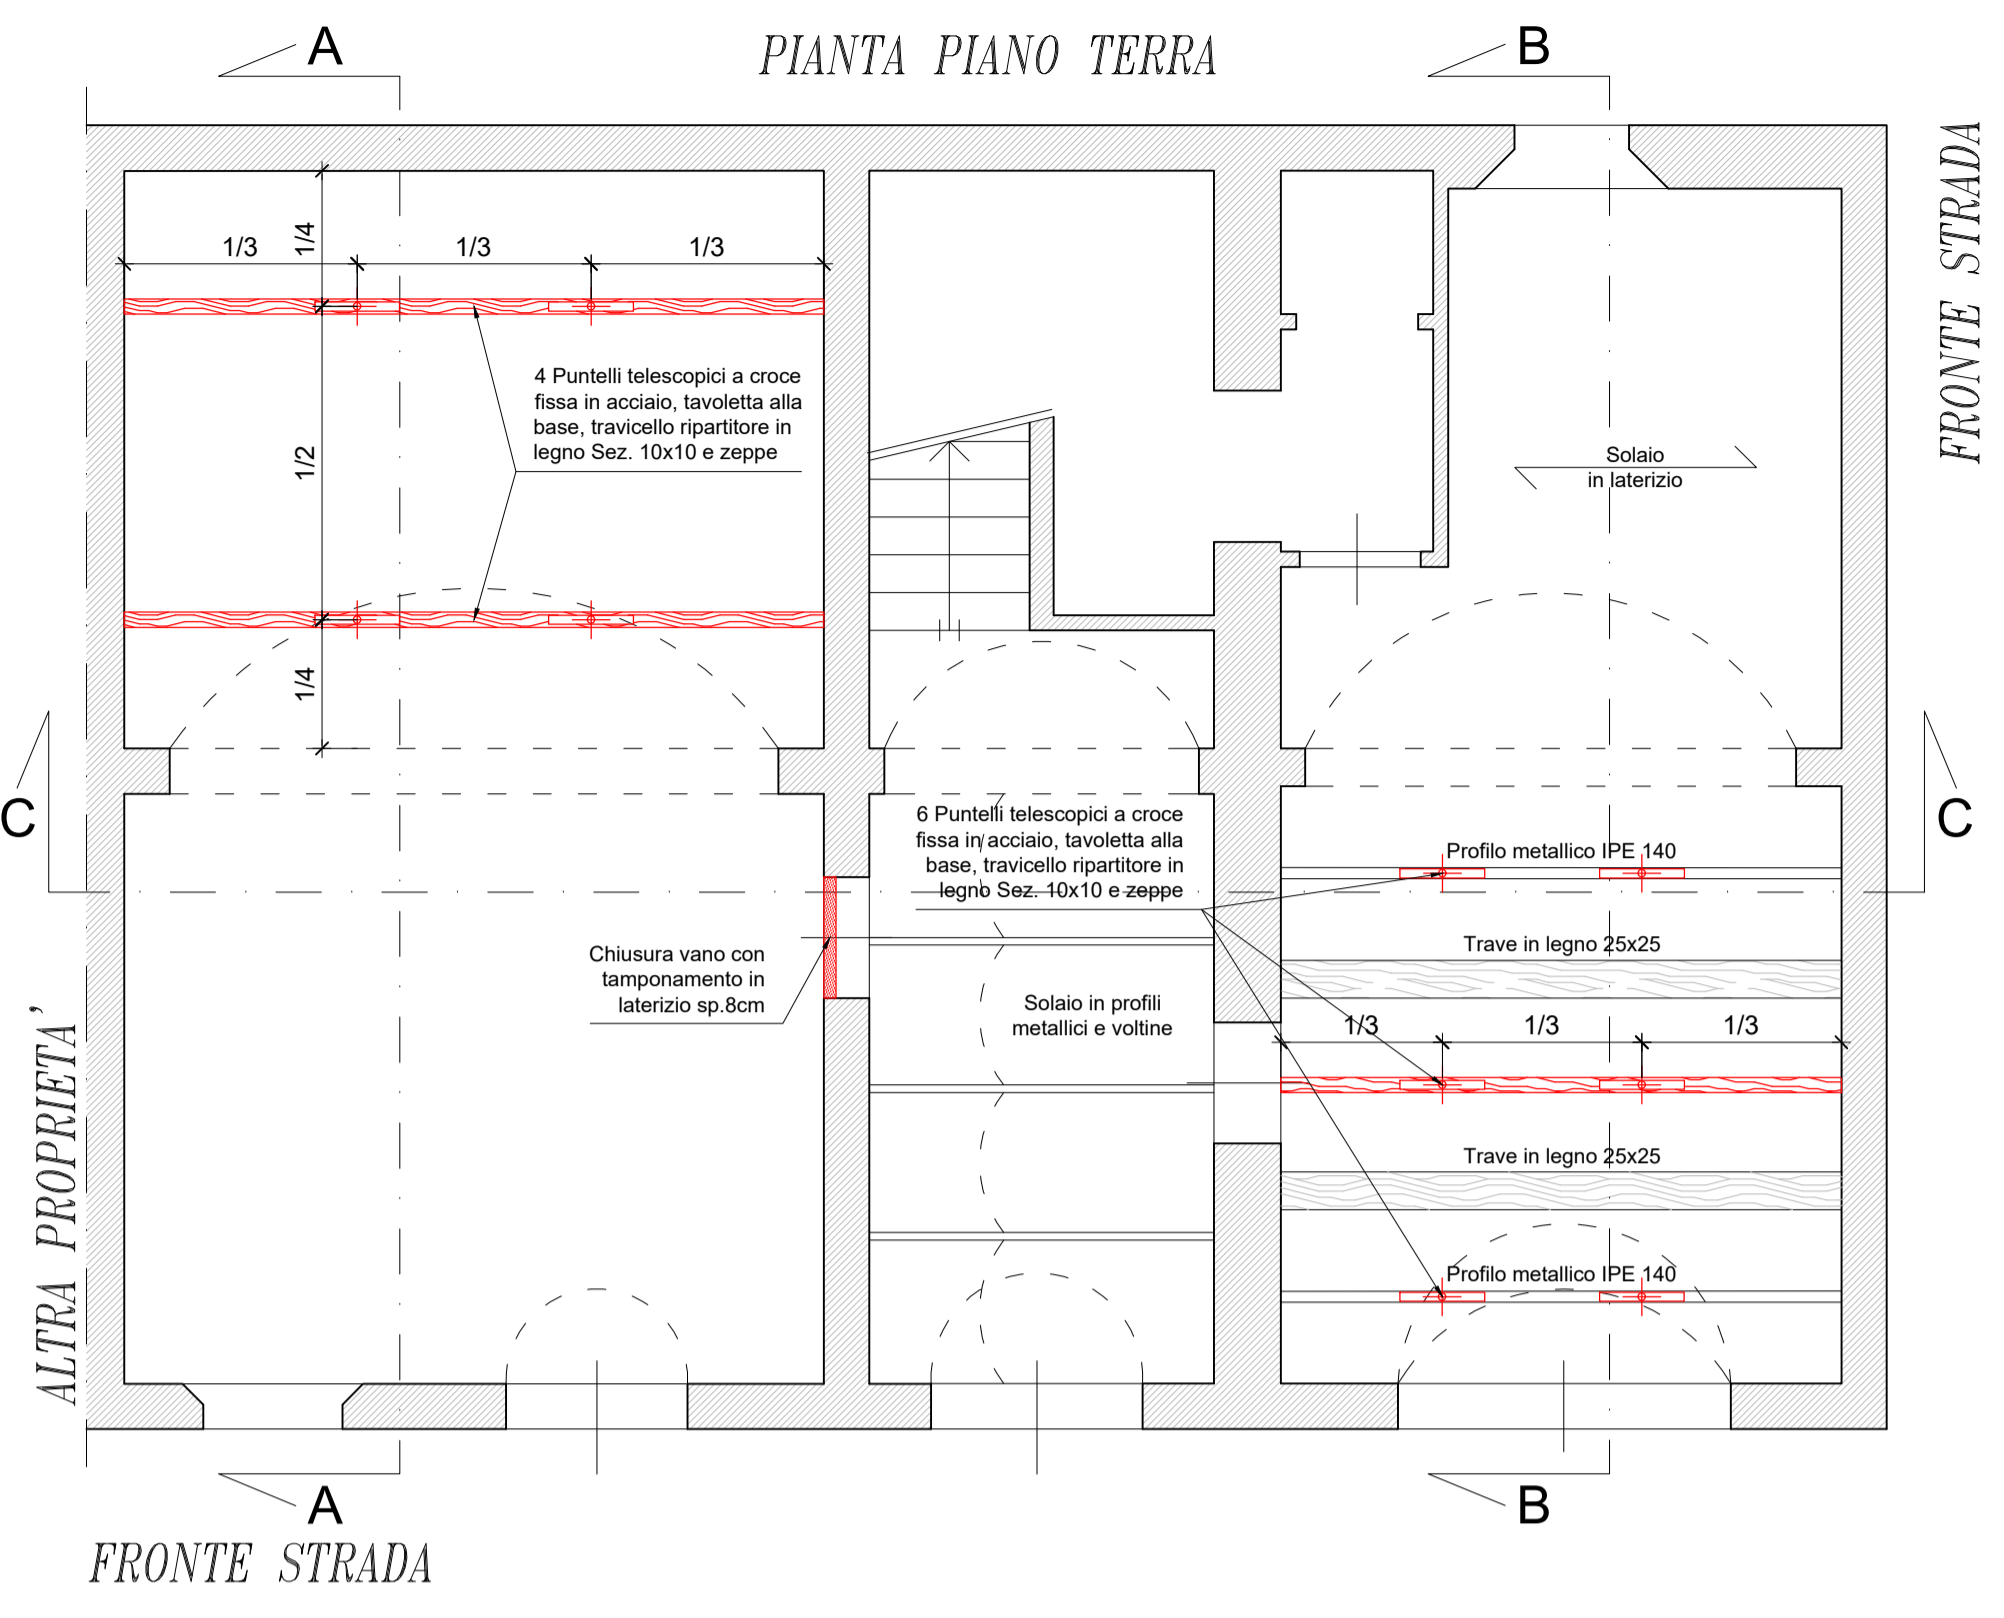 A
PIANTA PIANO TERRA
B
FRONTE STRADA
1/3
1/4
1/3
1/3
4 Puntelli telescopici a croce
fissa in acciaio, tavoletta alla
base, travicello ripartitore in
legno Sez. 10x10 e zeppe
1/2
Solaio
in laterizio
1/4
C
C
6 Puntelli telescopici a croce
fissa in acciaio, tavoletta alla
base, travicello ripartitore in
legno Sez. 10x10 e zeppe
Profilo metallico IPE 140
Trave in legno 25x25
Chiusura vano con
tamponamento in
laterizio sp.8cm
Solaio in profili
metallici e voltine
1/3
1/3
1/3
Trave in legno 25x25
Profilo metallico IPE 140
ALTRA PROPRIETA'
A
B
FRONTE STRADA